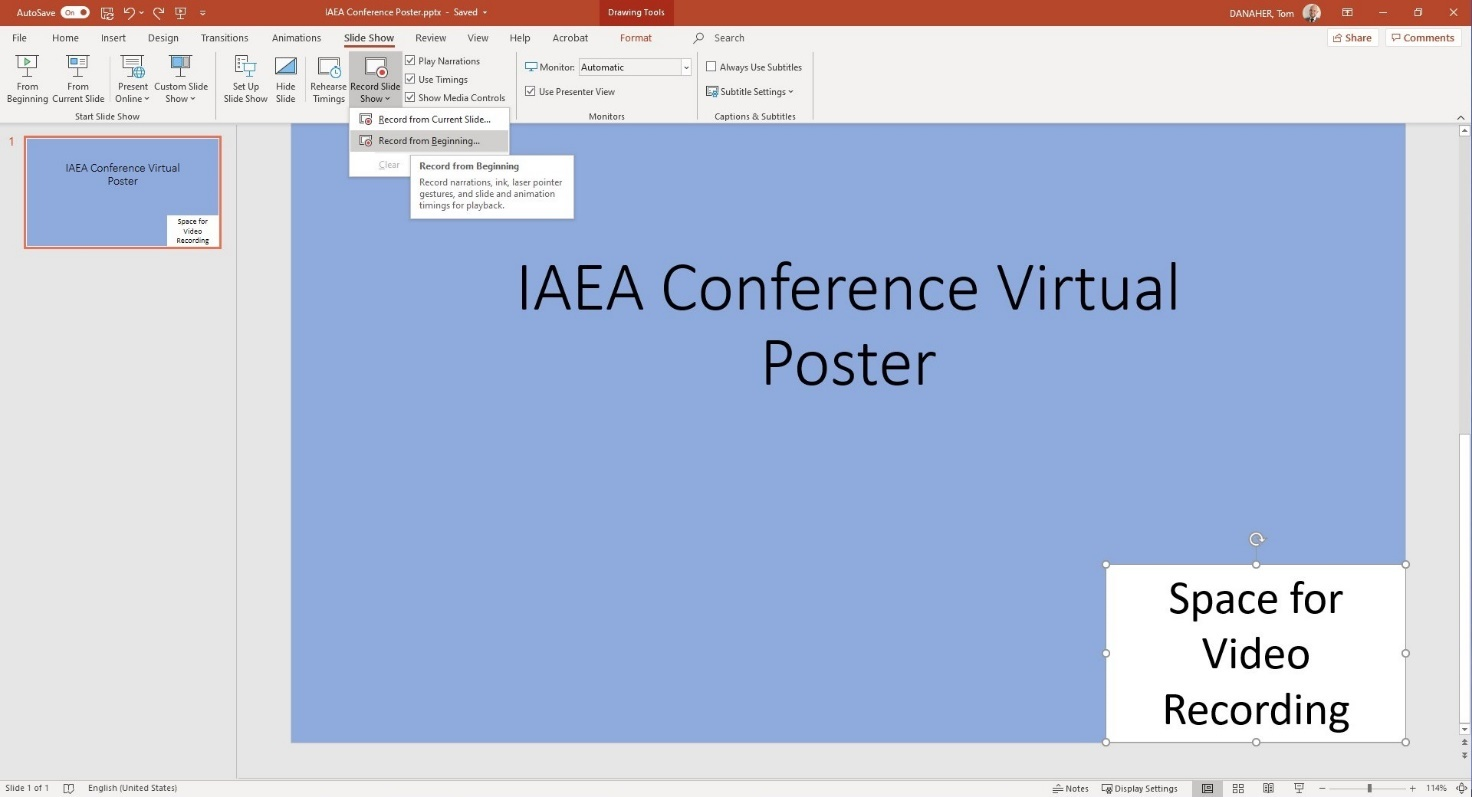 AutoSave On
IAEA Conference Poster.pptx - Saved
Drawing Tools
DANAHER, Tom
File Home Insert Design Transitions Animations Slide Show Review View Help Acrobat Format Search
Share Comments
From
Beginning
From
Current Slide
Present
Online
Custom Slide
Show
Start Slide Show
Set Up
Slide Show
Hide
Slide
Rehearse
Timings
Record Slide
Show
Play Narrations
Use Timings
Show Media Controls
Monitor: Automatic
Use Presenter View
Monitors
Always Use Subtitles
Subtitle Settings
Captions & Subtitles
Record from Current Slide...
Record from Beginning...
Clear
Record from Beginning
Record narrations, ink, laser pointer
gestures, and slide and animation
timings for playback.
1
IAEA Conference Virtual
Poster
Space for
Video
Recording
IAEA Conference Virtual
Poster
Space for
Video
Recording
Slide 1 of 1 English (United States)
Notes Display Settings 114%